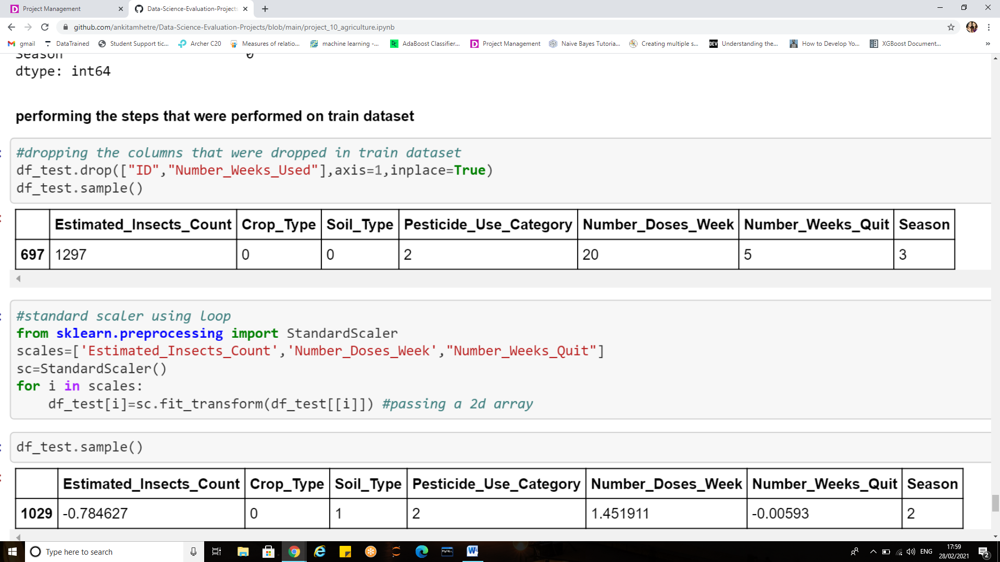 Project Management
Data-Science-Evaluation-Projects
github.com/ankitamhetre/Data-Science-Evaluation-Projects/blob/main/project_10_agriculture.ipynb
gmail DataTrained Student Support tic... Archer C20 Measures of relatio... machine learning -... AdaBoost Classifier... Project Management Naive Bayes Tutoria... Creating multiple s... DEV Understanding the... How to Develop Yo... XGBoost Document... »
Season 0
dtype: int64
performing the steps that were performed on train dataset
#dropping the columns that were dropped in train dataset
df_test.drop(["ID","Number_Weeks_Used"],axis=1,inplace=True)
df_test.sample()
Estimated_Insects_Count Crop_Type Soil_Type Pesticide_Use_Category Number_Doses_Week Number_Weeks_Quit Season
697 1297 0 0 2 20 5 3
#standard scaler using loop
from sklearn.preprocessing import StandardScaler
scales=['Estimated_Insects_Count','Number_Doses_Week',"Number_Weeks_Quit"]
sc=StandardScaler()
for i in scales:
df_test[i]=sc.fit_transform(df_test[[i]]) #passing a 2d array
df_test.sample()
Estimated_Insects_Count Crop_Type Soil_Type Pesticide_Use_Category Number_Doses_Week Number_Weeks_Quit Season
1029 -0.784627 0 1 2 1.451911 -0.00593 2
Type here to search
ENG
17:59
28/02/2021
2